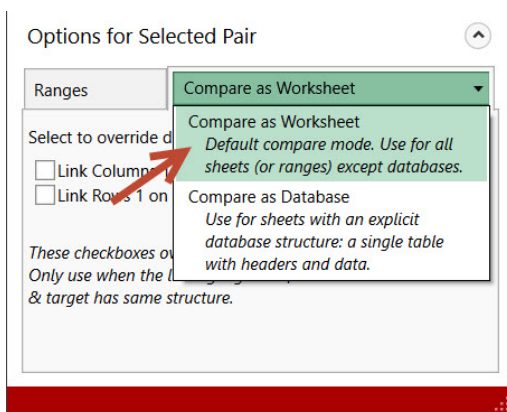 Options for Selected Pair
Ranges
Compare as Worksheet
Compare as Worksheet
Default compare mode. Use for all
sheets (or ranges) except databases.
Compare as Database
Use for sheets with an explicit
database structure: a single table
with headers and data.
Select to override d
Link Columns
Link Rows 1 on
These checkboxes ov
Only use when the l
& target has same structure.